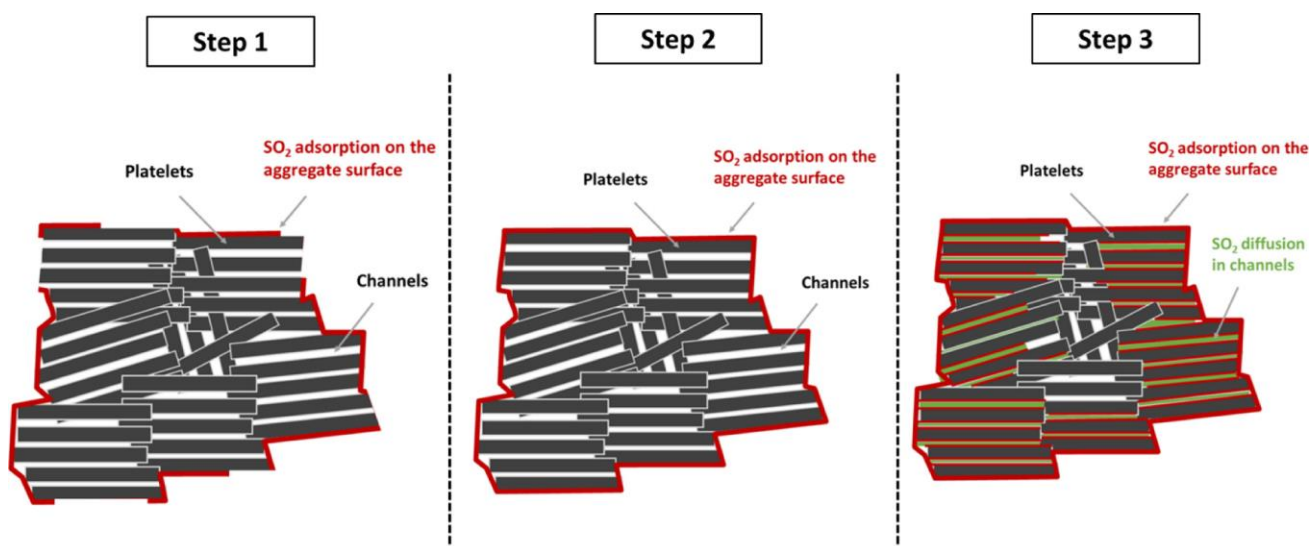 Step 1
SO₂ adsorption on the
aggregate surface
Platelets
Channels
Step 2
SO₂ adsorption on the
aggregate surface
Platelets
Channels
Step 3
SO₂ adsorption on the
aggregate surface
Platelets
SO₂ diffusion
in channels